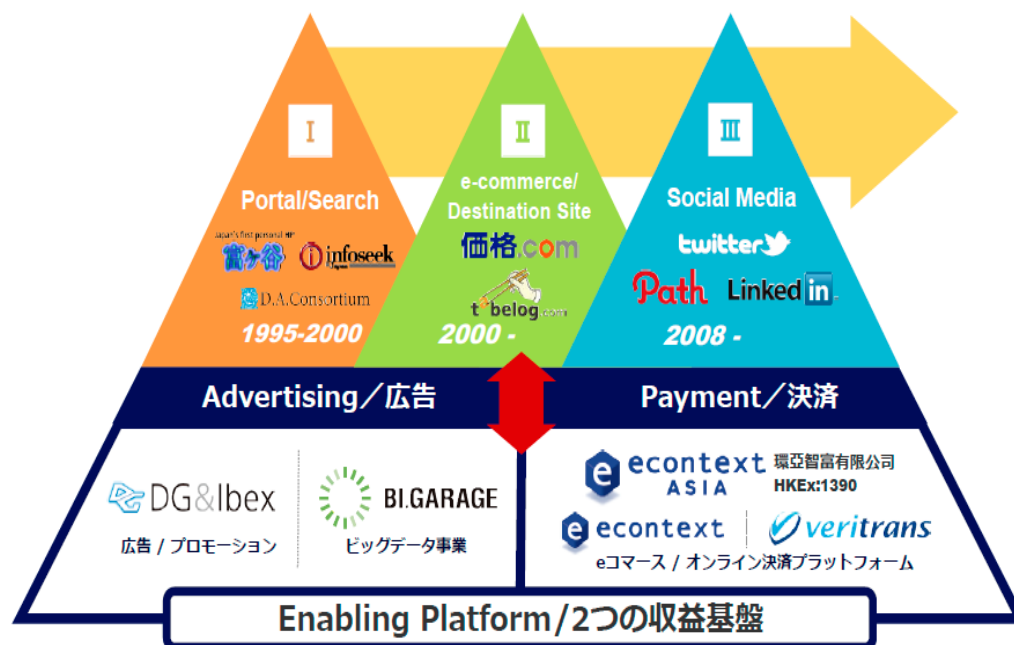 I
Portal/Search
Japan's first personal HP
富ヶ谷
infoseek
D.A.Consortium
1995-2000
II
e-commerce/
Destination Site
価格.com
t belog.com
2000 -
III
Social Media
twitter
Path
Linked in
2008 -
Advertising/広告
Payment/決済
DG&Ibex
広告 / プロモーション
BI.GARAGE
ビッグデータ事業
econtext
ASIA
環亞智富有限公司
HKEx:1390
econtext
veritrans
eコマース / オンライン決済プラットフォーム
Enabling Platform/2つの収益基盤